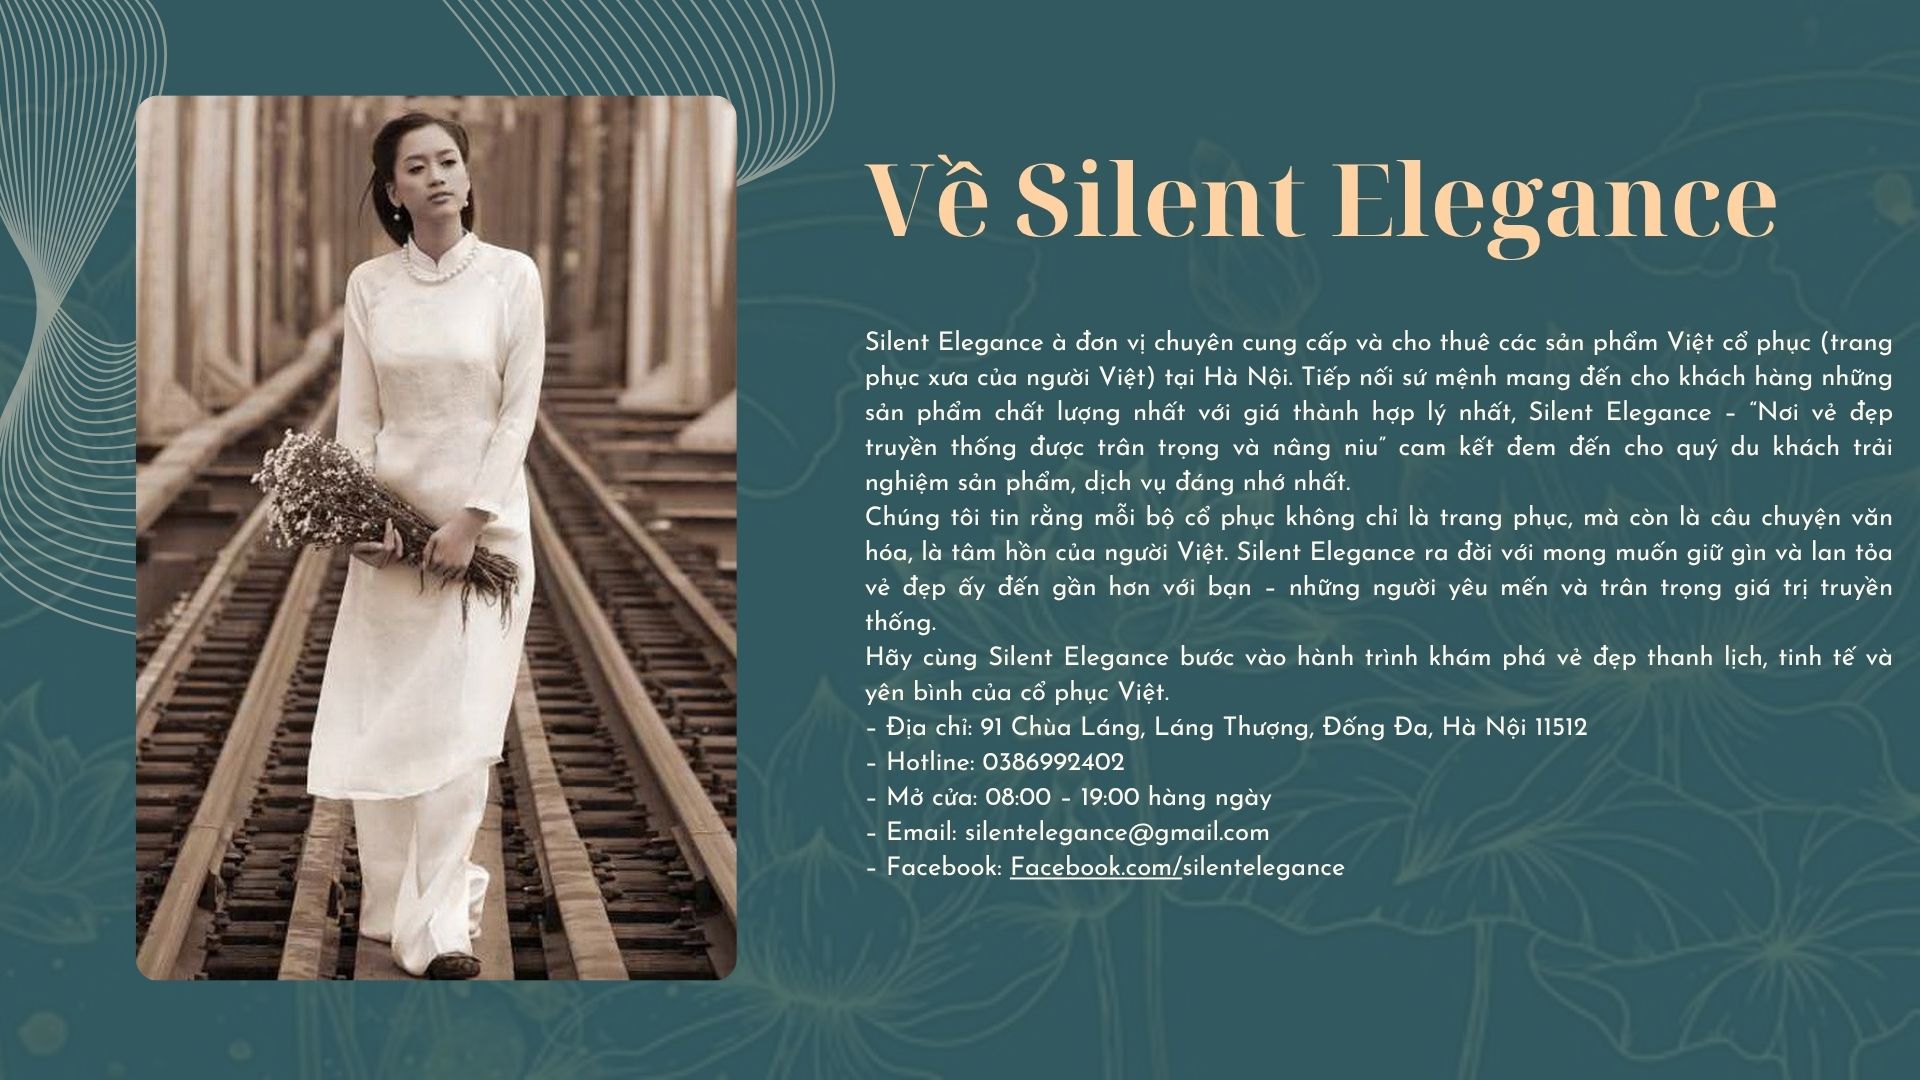 Về Silent Elegance
Silent Elegance à đơn vị chuyên cung cấp và cho thuê các sản phẩm Việt cổ phục (trang
phục xưa của người Việt) tại Hà Nội. Tiếp nối sứ mệnh mang đến cho khách hàng những
sản phẩm chất lượng nhất với giá thành hợp lý nhất, Silent Elegance – “Nơi vẻ đẹp
truyền thống được trân trọng và nâng niu” cam kết đem đến cho quý du khách trải
nghiệm sản phẩm, dịch vụ đáng nhớ nhất.
Chúng tôi tin rằng mỗi bộ cổ phục không chỉ là trang phục, mà còn là câu chuyện văn
hóa, là tâm hồn của người Việt. Silent Elegance ra đời với mong muốn giữ gìn và lan tỏa
vẻ đẹp ấy đến gần hơn với bạn – những người yêu mến và trân trọng giá trị truyền
thống.
Hãy cùng Silent Elegance bước vào hành trình khám phá vẻ đẹp thanh lịch, tinh tế và
yên bình của cổ phục Việt.
– Địa chỉ: 91 Chùa Láng, Láng Thượng, Đống Đa, Hà Nội 11512
– Hotline: 0386992402
– Mở cửa: 08:00 – 19:00 hàng ngày
– Email: silentelegance@gmail.com
– Facebook: Facebook.com/silentelegance